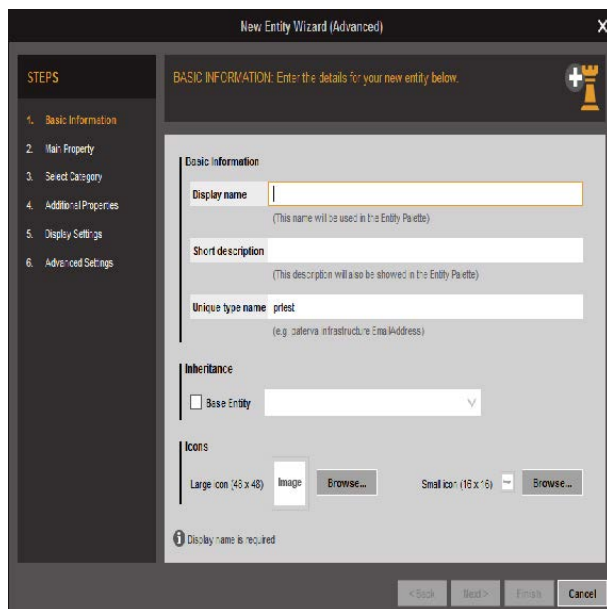 New Entity Wizard (Advanced)
X
STEPS
1. Basic Information
2. Main Property
3. Select Category
4. Additional Properties
5. Display Settings
6. Advanced Settings
BASIC INFORMATION: Enter the details for your new entity below.
Basic Information
Display name
(This name will be used in the Entity Palette)
Short description
(This description will also be showed in the Entity Palette)
Unique type name priest
(e.g. paterva infrastructure EmailAddress)
Inheritance
Base Entity
Icons
Large icon (48 x 48) Image Browse... Small icon (16 x 16) Browse...
Display name is required
< Back Next > Finish Cancel